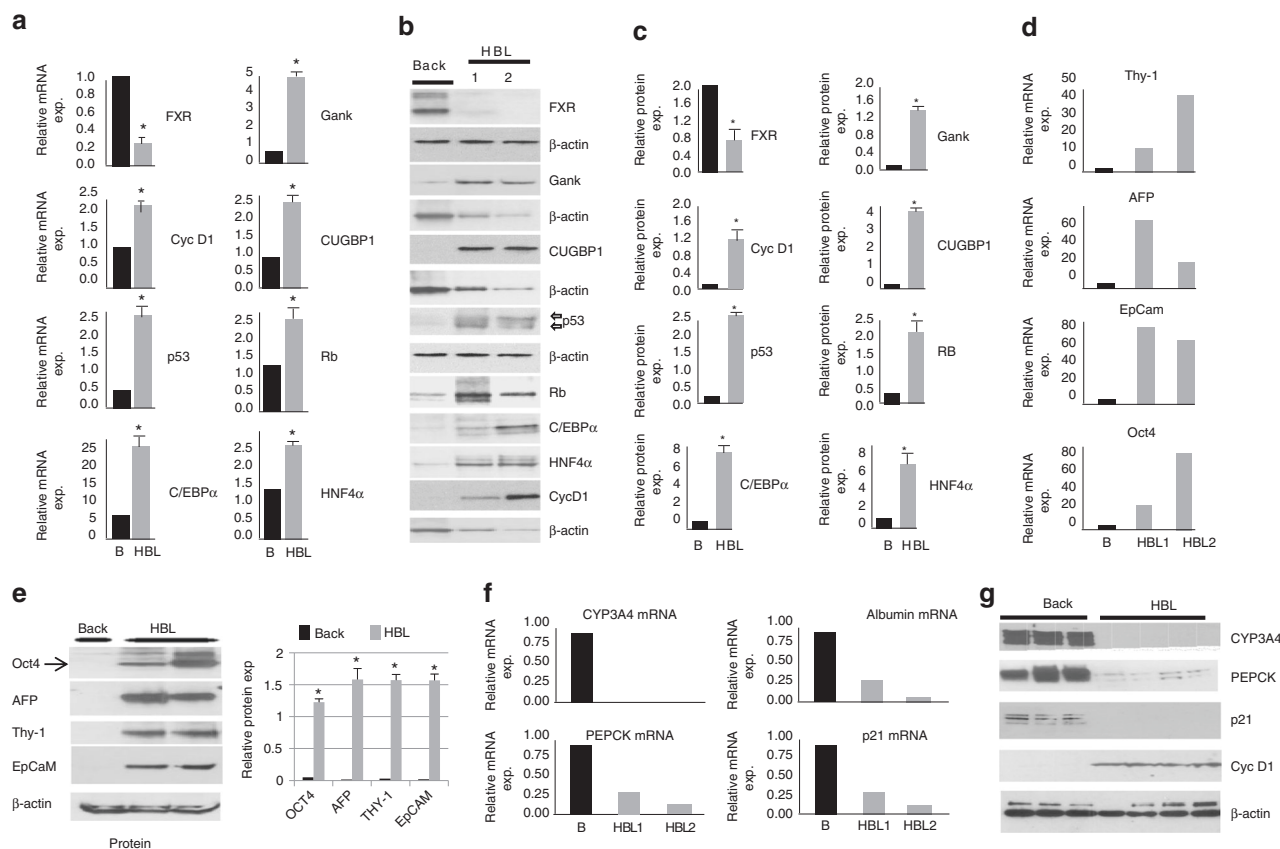 a
Relative mRNA
exp.
1.0
0.8
0.6
0.4
0.2
0.0
*
FXR
5
4
3
2
1
0
*
Gank
Relative mRNA
exp.
2.5
2.0
1.5
1.0
0.5
0.0
*
Cyc D1
2.5
2.0
1.5
1.0
0.5
0.0
*
CUGBP1
Relative mRNA
exp.
2.5
2.0
1.5
1.0
0.5
0.0
*
p53
2.5
2.0
1.5
1.0
0.5
0.0
*
Rb
Relative mRNA
exp.
25
20
15
10
5
0
*
C/EBPα
B HBL
2.5
2.0
1.5
1.0
0.5
0.0
*
HNF4α
B HBL
b
HBL
Back
1 2
FXR
β-actin
Gank
β-actin
CUGBP1
β-actin
p53
β-actin
Rb
C/EBPα
HNF4α
CycD1
β-actin
c
Relative protein
exp.
2.0
1.6
1.2
0.8
0.4
0.0
*
FXR
Relative protein
exp.
2.0
1.6
1.2
0.8
0.4
0.0
*
Gank
Relative protein
exp.
2.0
1.6
1.2
0.8
0.4
0.0
*
Cyc D1
Relative protein
exp.
4
3
2
1
0
*
CUGBP1
Relative protein
exp.
2.5
2.0
1.5
1.0
0.5
0.0
*
p53
Relative protein
exp.
2.5
2.0
1.5
1.0
0.5
0.0
*
RB
Relative protein
exp.
8
6
4
2
0
*
C/EBPα
B HBL
Relative protein
exp.
8
6
4
2
0
*
HNF4α
B HBL
d
Relative mRNA
exp.
50
40
30
20
10
0
Thy-1
Relative mRNA
exp.
60
40
20
0
AFP
Relative mRNA
exp.
80
60
40
20
0
EpCam
Relative mRNA
exp.
80
60
40
20
0
Oct4
B HBL1 HBL2
e
Back HBL
Oct4
AFP
Thy-1
EpCaM
β-actin
Protein
Back HBL
Relative protein exp
2
1.5
1
0.5
0
*
*
*
*
OCT4
AFP
THY-1
EpCAM
f
Relative mRNA
exp.
1.00
0.75
0.50
0.25
0.00
CYP3A4 mRNA
Relative mRNA
exp.
1.00
0.75
0.50
0.25
0.00
Albumin mRNA
Relative mRNA
exp.
1.00
0.75
0.50
0.25
0.00
PEPCK mRNA
B HBL1 HBL2
Relative mRNA
exp.
1.00
0.75
0.50
0.25
0.00
p21 mRNA
B HBL1 HBL2
g
Back HBL
CYP3A4
PEPCK
p21
Cyc D1
β-actin